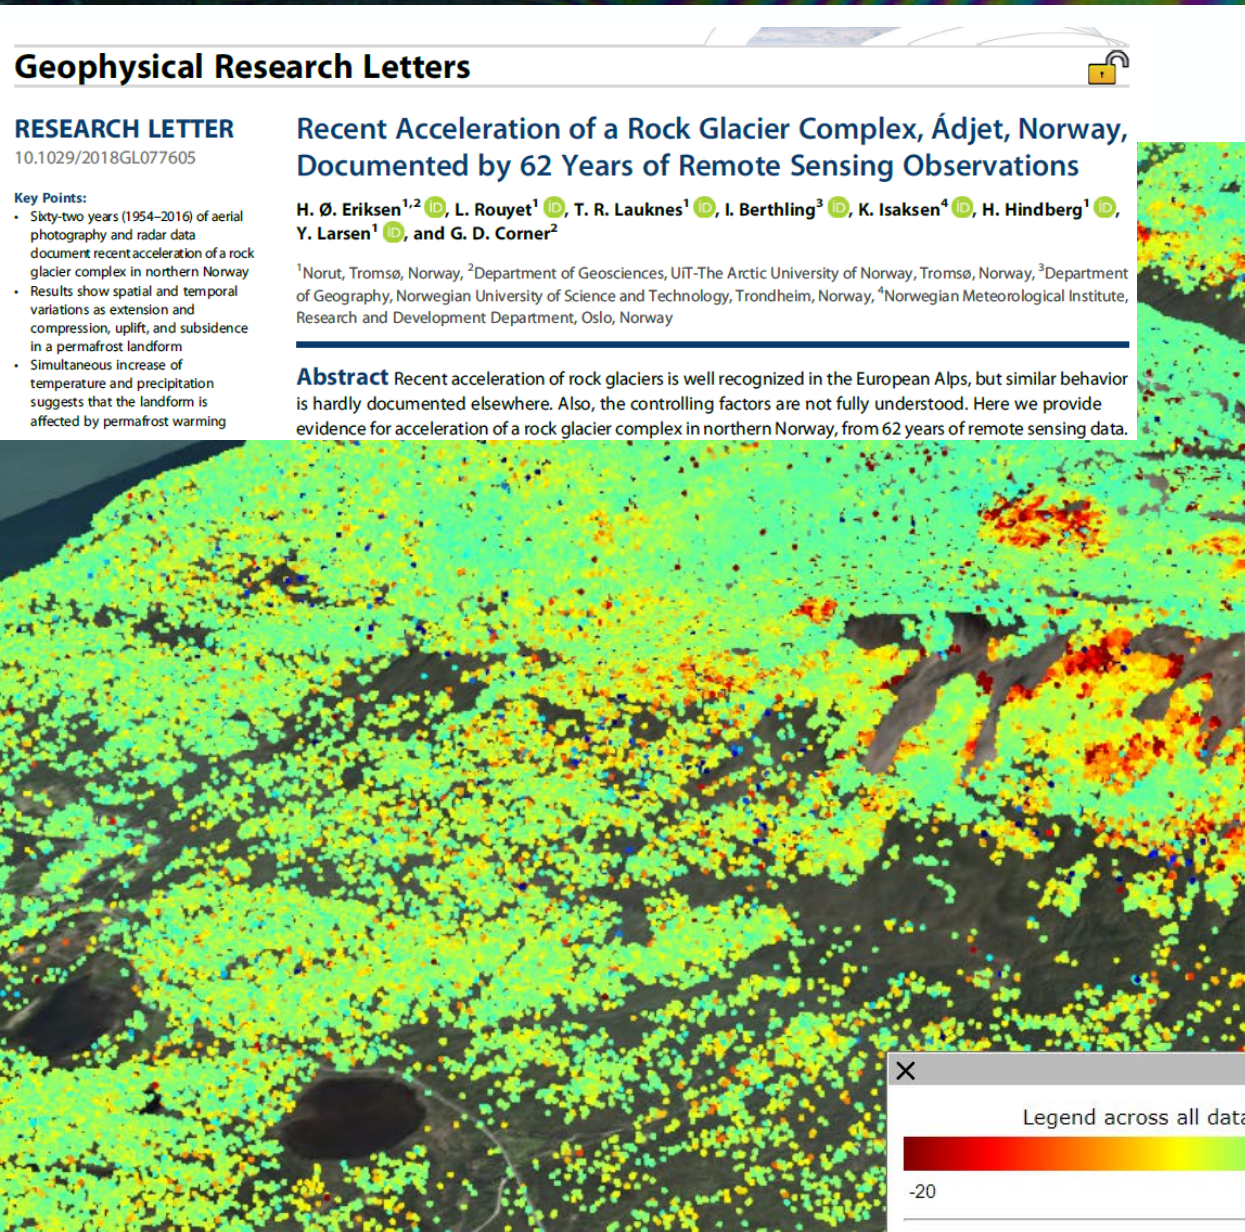 Geophysical Research Letters
RESEARCH LETTER
10.1029/2018GL077605
Key Points:
• Sixty-two years (1954–2016) of aerial
photography and radar data
document recent acceleration of a rock
glacier complex in northern Norway
• Results show spatial and temporal
variations as extension and
compression, uplift, and subsidence
in a permafrost landform
• Simultaneous increase of
temperature and precipitation
suggests that the landform is
affected by permafrost warming
Recent Acceleration of a Rock Glacier Complex, Ádjet, Norway,
Documented by 62 Years of Remote Sensing Observations
H. Ø. Eriksen1,2 iD, L. Rouyet1 iD, T. R. Lauknes1 iD, I. Berthling3 iD, K. Isaksen4 iD, H. Hindberg1 iD,
Y. Larsen1 iD, and G. D. Corner2
1Norut, Tromsø, Norway, 2Department of Geosciences, UiT-The Arctic University of Norway, Tromsø, Norway, 3Department
of Geography, Norwegian University of Science and Technology, Trondheim, Norway, 4Norwegian Meteorological Institute,
Research and Development Department, Oslo, Norway
Abstract Recent acceleration of rock glaciers is well recognized in the European Alps, but similar behavior
is hardly documented elsewhere. Also, the controlling factors are not fully understood. Here we provide
evidence for acceleration of a rock glacier complex in northern Norway, from 62 years of remote sensing data.
Legend across all data
-20